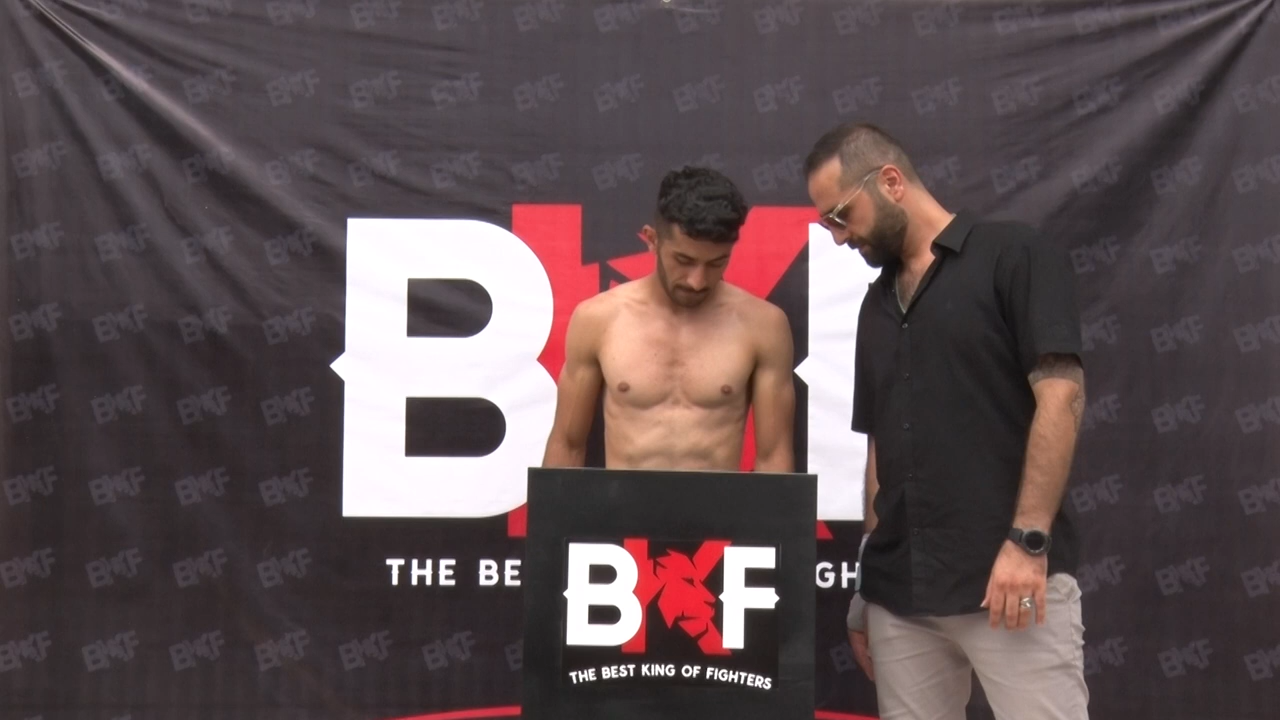 BKF
THE BE
GH
BKF
THE BEST KING OF FIGHTERS